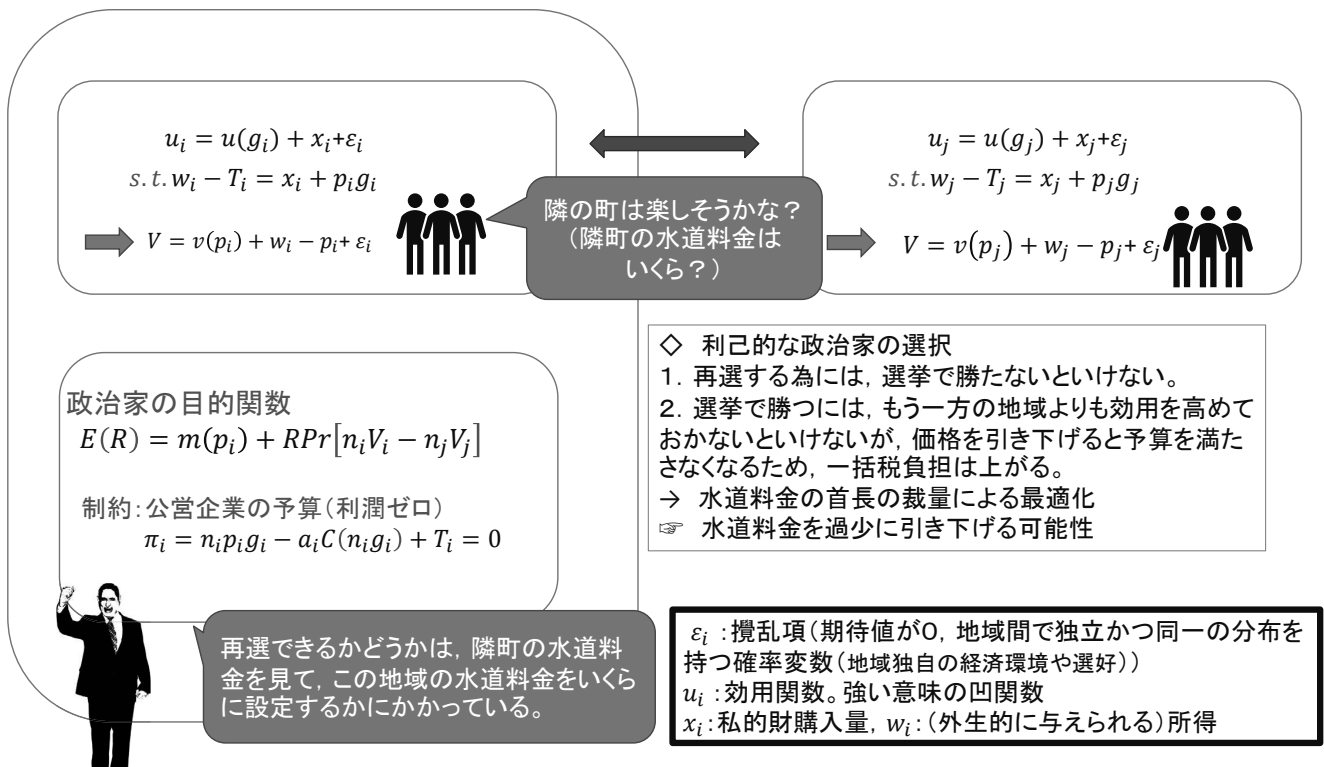 $u_i = u(g_i) + x_i + \varepsilon_i$
$s.t. w_i - T_i = x_i + p_i g_i$
$V = v(p_i) + w_i - p_i + \varepsilon_i$
隣の町は楽しそうかな？
（隣町の水道料金は
いくら？）
$u_j = u(g_j) + x_j + \varepsilon_j$
$s.t. w_j - T_j = x_j + p_j g_j$
$V = v(p_j) + w_j - p_j + \varepsilon_j$
政治家の目的関数
$E(R) = m(p_i) + RPr[n_i V_i - n_j V_j]$
制約：公営企業の予算（利潤ゼロ）
$\pi_i = n_i p_i g_i - a_i C(n_i g_i) + T_i = 0$
◇ 利己的な政治家の選択
１．再選する為には，選挙で勝たないといけない。
２．選挙で勝つには，もう一方の地域よりも効用を高めて
おかないといけないが，価格を引き下げると予算を満た
さなくなるため，一括税負担は上がる。
→ 水道料金の首長の裁量による最適化
☞ 水道料金を過少に引き下げる可能性
再選できるかどうかは，隣町の水道料
金を見て，この地域の水道料金をいくら
に設定するかにかかっている。
$\varepsilon_i$：攪乱項（期待値が0，地域間で独立かつ同一の分布を
持つ確率変数（地域独自の経済環境や選好））
$u_i$：効用関数。強い意味の凹関数
$x_i$：私的財購入量，$w_i$：（外生的に与えられる）所得